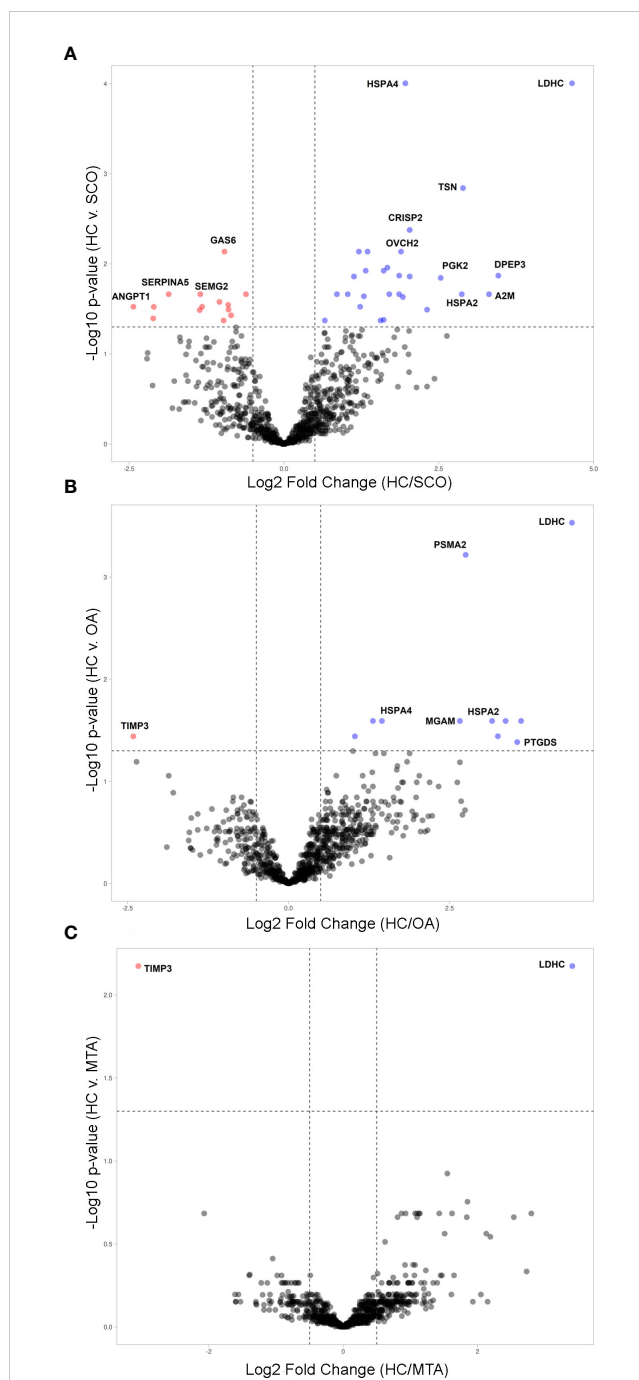 A
4
HSPA4
LDHC
3
TSN
CRISP2
GAS6
OVCH2
PGK2
DPEP3
2
SERPINA5
SEMG2
ANGPT1
HSPA2
A2M
1
0
-Log10 p-value (HC v. SCO)
-2.5
0.0
2.5
5.0
Log2 Fold Change (HC/SCO)
B
LDHC
PSMA2
3
2
HSPA4
MGAM
HSPA2
TIMP3
PTGDS
1
0
-Log10 p-value (HC v. OA)
-2.5
0.0
2.5
Log2 Fold Change (HC/OA)
C
TIMP3
LDHC
2.0
1.5
1.0
0.5
0.0
-Log10 p-value (HC v. MTA)
-2
0
2
Log2 Fold Change (HC/MTA)